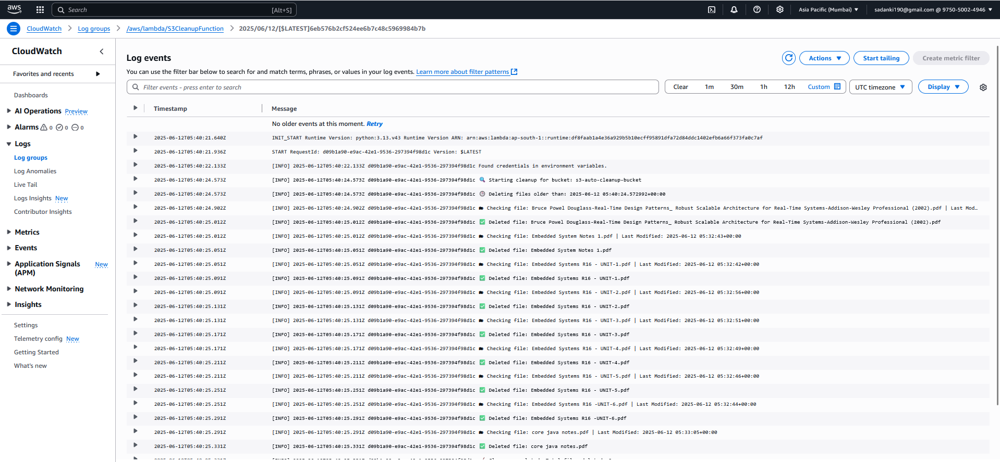 aws
Search [Alt+S]
Asia Pacific (Mumbai)
sadanki190@gmail.com @ 9750-5002-4946
CloudWatch
Log groups
/aws/lambda/S3CleanupFunction
2025/06/12/[$LATEST]6eb576b2cf524ee6b7c48c5969984b7b
CloudWatch
Favorites and recents
Dashboards
AI Operations Preview
Alarms 0 0 0
Logs
Log groups
Log Anomalies
Live Tail
Logs Insights New
Contributor Insights
Metrics
Events
Application Signals New
(APM)
Network Monitoring
Insights
Settings
Telemetry config New
Getting Started
What's new
Log events
Actions
Start tailing
Create metric filter
You can use the filter bar below to search for and match terms, phrases, or values in your log events. Learn more about filter patterns
Filter events - press enter to search
Clear 1m 30m 1h 12h Custom
UTC timezone
Display
Timestamp Message
No older events at this moment. Retry
2025-06-12T05:40:21.640Z INIT_START Runtime Version: python:3.13.v43 Runtime Version ARN: arn:aws:lambda:ap-south-1::runtime:df8faab1a4e36a929b5b10ecff95891dfa72d84ddc1402efb6a66f373fa0c7af
2025-06-12T05:40:21.936Z START RequestId: d09b1a90-e9ac-42e1-9536-297394f98d1c Version: $LATEST
2025-06-12T05:40:22.133Z [INFO] 2025-06-12T05:40:22.133Z d09b1a90-e9ac-42e1-9536-297394f98d1c Found credentials in environment variables.
2025-06-12T05:40:24.573Z [INFO] 2025-06-12T05:40:24.573Z d09b1a90-e9ac-42e1-9536-297394f98d1c 🔍 Starting cleanup for bucket: s3-auto-cleanup-bucket
2025-06-12T05:40:24.573Z [INFO] 2025-06-12T05:40:24.573Z d09b1a90-e9ac-42e1-9536-297394f98d1c 🕒 Deleting files older than: 2025-06-12 05:40:24.572992+00:00
2025-06-12T05:40:24.902Z [INFO] 2025-06-12T05:40:24.902Z d09b1a90-e9ac-42e1-9536-297394f98d1c Checking file: Bruce Powel Douglass-Real-Time Design Patterns_ Robust Scalable Architecture for Real-Time Systems-Addison-Wesley Professional (2002).pdf | Last Mod…
2025-06-12T05:40:25.012Z [INFO] 2025-06-12T05:40:25.012Z d09b1a90-e9ac-42e1-9536-297394f98d1c ✅ Deleted file: Bruce Powel Douglass-Real-Time Design Patterns_ Robust Scalable Architecture for Real-Time Systems-Addison-Wesley Professional (2002).pdf
2025-06-12T05:40:25.012Z [INFO] 2025-06-12T05:40:25.012Z d09b1a90-e9ac-42e1-9536-297394f98d1c Checking file: Embedded System Notes 1.pdf | Last Modified: 2025-06-12 05:32:43+00:00
2025-06-12T05:40:25.051Z [INFO] 2025-06-12T05:40:25.051Z d09b1a90-e9ac-42e1-9536-297394f98d1c ✅ Deleted file: Embedded System Notes 1.pdf
2025-06-12T05:40:25.051Z [INFO] 2025-06-12T05:40:25.051Z d09b1a90-e9ac-42e1-9536-297394f98d1c Checking file: Embedded Systems R16 - UNIT-1.pdf | Last Modified: 2025-06-12 05:32:42+00:00
2025-06-12T05:40:25.091Z [INFO] 2025-06-12T05:40:25.091Z d09b1a90-e9ac-42e1-9536-297394f98d1c ✅ Deleted file: Embedded Systems R16 - UNIT-1.pdf
2025-06-12T05:40:25.091Z [INFO] 2025-06-12T05:40:25.091Z d09b1a90-e9ac-42e1-9536-297394f98d1c Checking file: Embedded Systems R16 - UNIT-2.pdf | Last Modified: 2025-06-12 05:32:56+00:00
2025-06-12T05:40:25.131Z [INFO] 2025-06-12T05:40:25.131Z d09b1a90-e9ac-42e1-9536-297394f98d1c ✅ Deleted file: Embedded Systems R16 - UNIT-2.pdf
2025-06-12T05:40:25.131Z [INFO] 2025-06-12T05:40:25.131Z d09b1a90-e9ac-42e1-9536-297394f98d1c Checking file: Embedded Systems R16 - UNIT-3.pdf | Last Modified: 2025-06-12 05:32:51+00:00
2025-06-12T05:40:25.171Z [INFO] 2025-06-12T05:40:25.171Z d09b1a90-e9ac-42e1-9536-297394f98d1c ✅ Deleted file: Embedded Systems R16 - UNIT-3.pdf
2025-06-12T05:40:25.171Z [INFO] 2025-06-12T05:40:25.171Z d09b1a90-e9ac-42e1-9536-297394f98d1c Checking file: Embedded Systems R16 - UNIT-4.pdf | Last Modified: 2025-06-12 05:32:49+00:00
2025-06-12T05:40:25.211Z [INFO] 2025-06-12T05:40:25.211Z d09b1a90-e9ac-42e1-9536-297394f98d1c ✅ Deleted file: Embedded Systems R16 - UNIT-4.pdf
2025-06-12T05:40:25.211Z [INFO] 2025-06-12T05:40:25.211Z d09b1a90-e9ac-42e1-9536-297394f98d1c Checking file: Embedded Systems R16 - UNIT-5.pdf | Last Modified: 2025-06-12 05:32:46+00:00
2025-06-12T05:40:25.251Z [INFO] 2025-06-12T05:40:25.251Z d09b1a90-e9ac-42e1-9536-297394f98d1c ✅ Deleted file: Embedded Systems R16 - UNIT-5.pdf
2025-06-12T05:40:25.251Z [INFO] 2025-06-12T05:40:25.251Z d09b1a90-e9ac-42e1-9536-297394f98d1c Checking file: Embedded Systems R16 -UNIT-6.pdf | Last Modified: 2025-06-12 05:32:44+00:00
2025-06-12T05:40:25.291Z [INFO] 2025-06-12T05:40:25.291Z d09b1a90-e9ac-42e1-9536-297394f98d1c ✅ Deleted file: Embedded Systems R16 -UNIT-6.pdf
2025-06-12T05:40:25.291Z [INFO] 2025-06-12T05:40:25.291Z d09b1a90-e9ac-42e1-9536-297394f98d1c Checking file: core java notes.pdf | Last Modified: 2025-06-12 05:33:05+00:00
2025-06-12T05:40:25.331Z [INFO] 2025-06-12T05:40:25.331Z d09b1a90-e9ac-42e1-9536-297394f98d1c ✅ Deleted file: core java notes.pdf